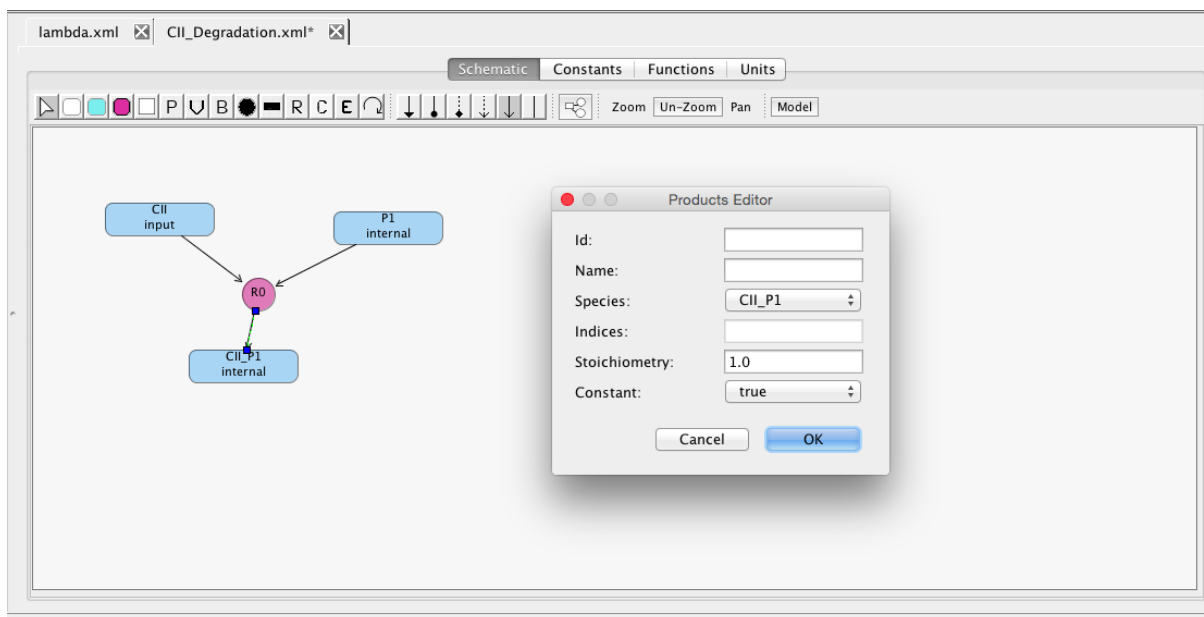 lambda.xml CII_Degradation.xml*
Schematic Constants Functions Units
P V B R C E Zoom Un-Zoom Pan Model
CII
input
P1
internal
R0
CII_P1
internal
Products Editor
Id:
Name:
Species: CII_P1
Indices:
Stoichiometry: 1.0
Constant: true
Cancel OK